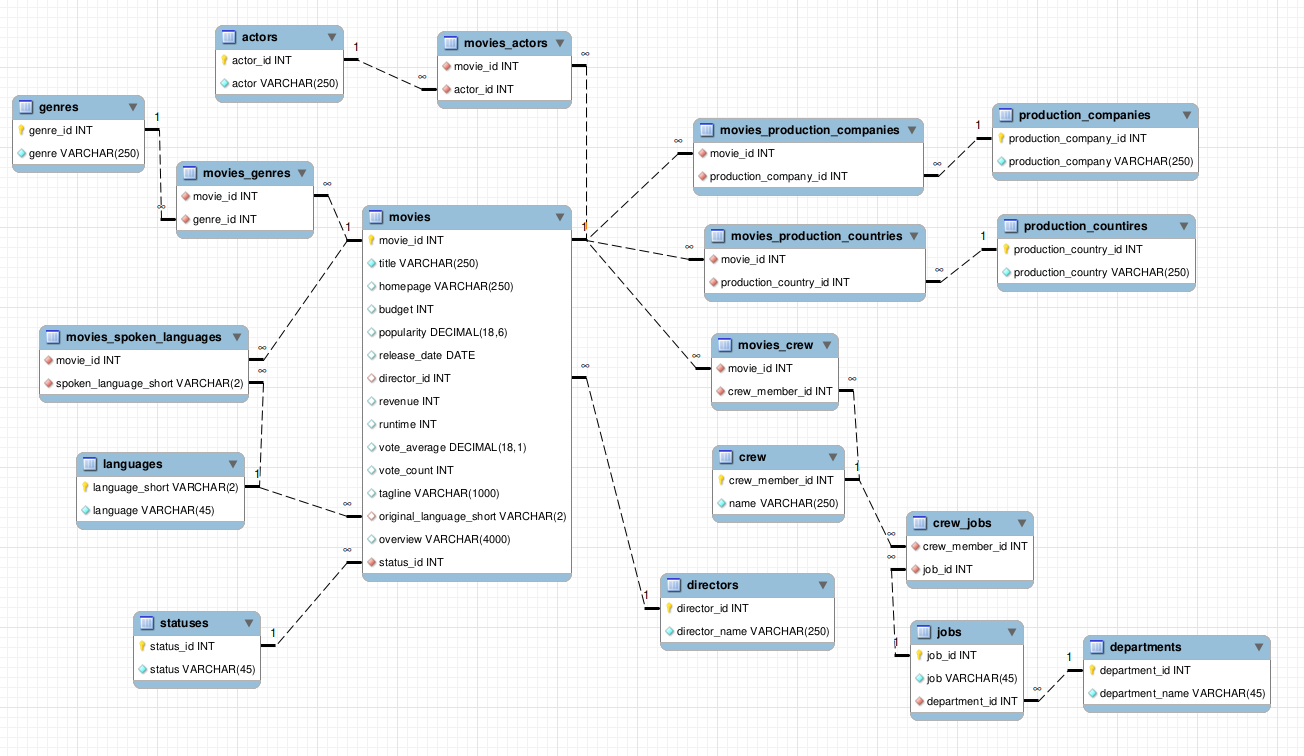 actors
actor_id INT
actor VARCHAR(250)
1
∞
movies_actors
movie_id INT
actor_id INT
∞
genres
genre_id INT
genre VARCHAR(250)
1
∞
movies_genres
movie_id INT
genre_id INT
∞
1
movies
movie_id INT
title VARCHAR(250)
homepage VARCHAR(250)
budget INT
popularity DECIMAL(18,6)
release_date DATE
director_id INT
revenue INT
runtime INT
vote_average DECIMAL(18,1)
vote_count INT
tagline VARCHAR(1000)
original_language_short VARCHAR(2)
overview VARCHAR(4000)
status_id INT
1
∞
movies_production_companies
movie_id INT
production_company_id INT
∞
1
production_companies
production_company_id INT
production_company VARCHAR(250)
∞
movies_production_countries
movie_id INT
production_country_id INT
∞
1
production_countires
production_country_id INT
production_country VARCHAR(250)
movies_spoken_languages
movie_id INT
spoken_language_short VARCHAR(2)
∞
∞
languages
language_short VARCHAR(2)
language VARCHAR(45)
1
∞
∞
statuses
status_id INT
status VARCHAR(45)
1
∞
∞
movies_crew
movie_id INT
crew_member_id INT
∞
crew
crew_member_id INT
name VARCHAR(250)
1
∞
∞
crew_jobs
crew_member_id INT
job_id INT
1
directors
director_id INT
director_name VARCHAR(250)
1
jobs
job_id INT
job VARCHAR(45)
department_id INT
∞
1
departments
department_id INT
department_name VARCHAR(45)